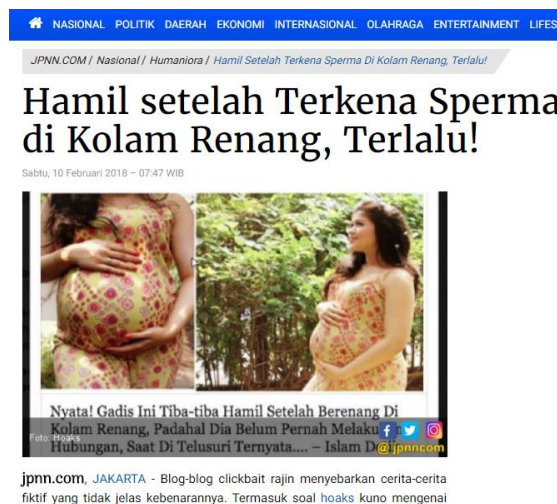 NASIONAL POLITIK DAERAH EKONOMI INTERNASIONAL OLAHRAGA ENTERTAINMENT LIFES
JPNN.COM / Nasional / Humaniora / Hamil Setelah Terkena Sperma Di Kolam Renang, Terlalu!
Hamil setelah Terkena Sperma
di Kolam Renang, Terlalu!
Sabtu, 10 Februari 2018 – 07:47 WIB
Nyata! Gadis Ini Tiba-tiba Hamil Setelah Berenang Di
Kolam Renang, Padahal Dia Belum Pernah
Hubungan, Saat Di Telusuri Ternyata.... – Islam
Foto: Hoaks
@jpnncom
jpnn.com, JAKARTA - Blog-blog clickbait rajin menyebarkan cerita-cerita
fiktif yang tidak jelas kebenarannya. Termasuk soal hoaks kuno mengenai